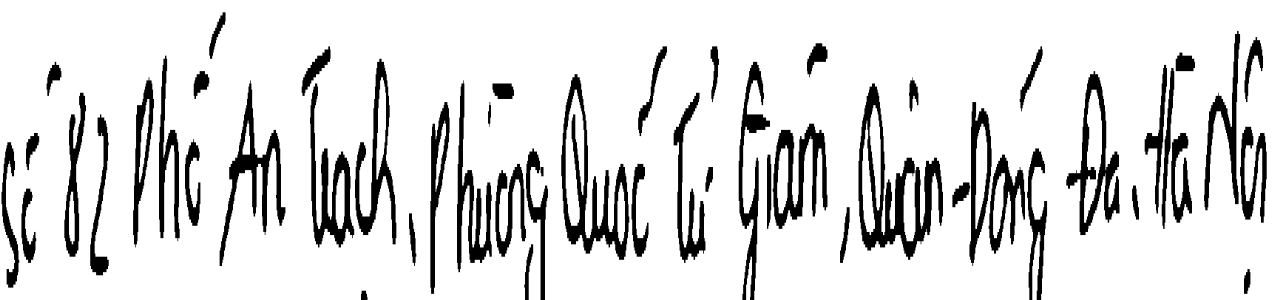 Số 82 Phố An Trạch, Phường Quốc Tử Giám, Quận Đống Đa, Hà Nội